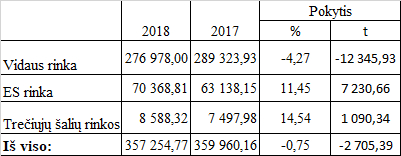 Pokytis
2018 2017 % t
Vidaus rinka 276 978,00 289 323,93 -4,27 -12 345,93
ES rinka 70 368,81 63 138,15 11,45 7 230,66
Trečiųjų šalių rinkos 8 588,32 7 497,98 14,54 1 090,34
Iš viso: 357 254,77 359 960,16 -0,75 -2 705,39